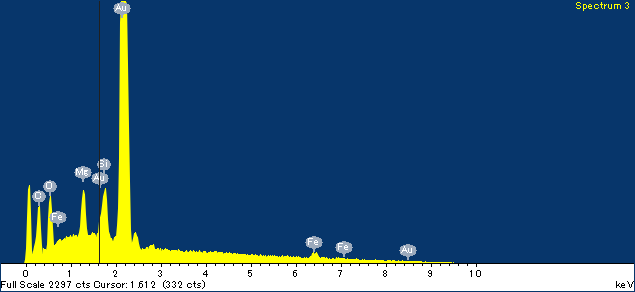 Spectrum 3
Au
Si
Mg
Au
O
C
Fe
Fe
Fe
Au
0 1 2 3 4 5 6 7 8 9 10
Full Scale 2297 cts Cursor: 1.612 (332 cts)
keV